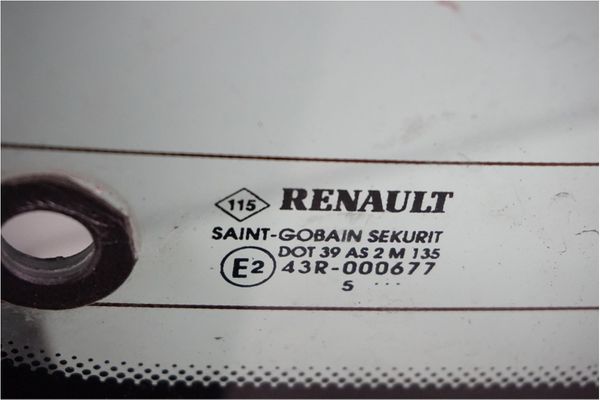 115 RENAULT
SAINT-GOBAIN SEKURIT
DOT 39 AS 2 M 135
E2 43R-000677
5 ...